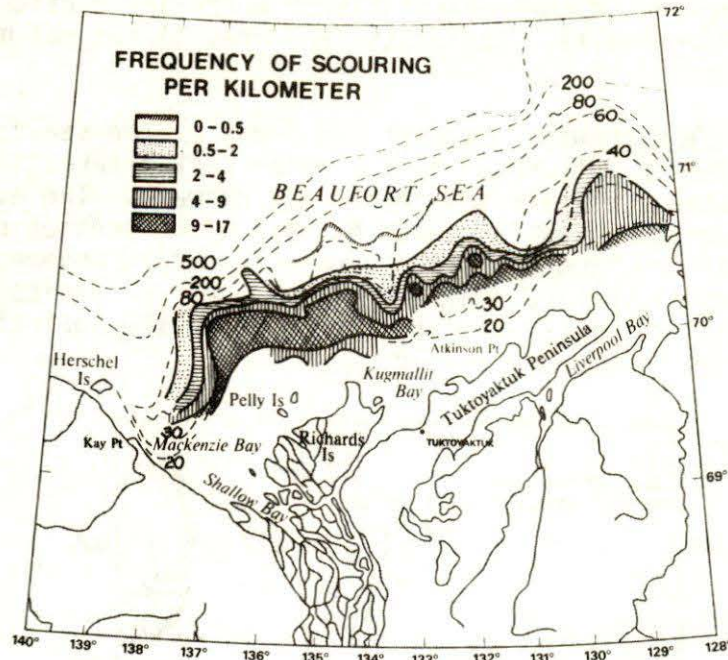 72°
FREQUENCY OF SCOURING
PER KILOMETER
0-0.5
0.5-2
2-4
4-9
9-17
200
80
60
40
71°
BEAUFORT SEA
500
200
80
30
20
70°
Atkinson Pt
Herschel
Is
Kugmallit
Bay
Tuktoyaktuk Peninsula
Liverpool Bay
Pelly Is
30
Kay Pt
Mackenzie Bay
20
Richards
Is
TUKTOYAKTUK
69°
Shallow Bay
140°
139°
138°
137°
136°
135°
134°
133°
132°
131°
130°
129°
128°